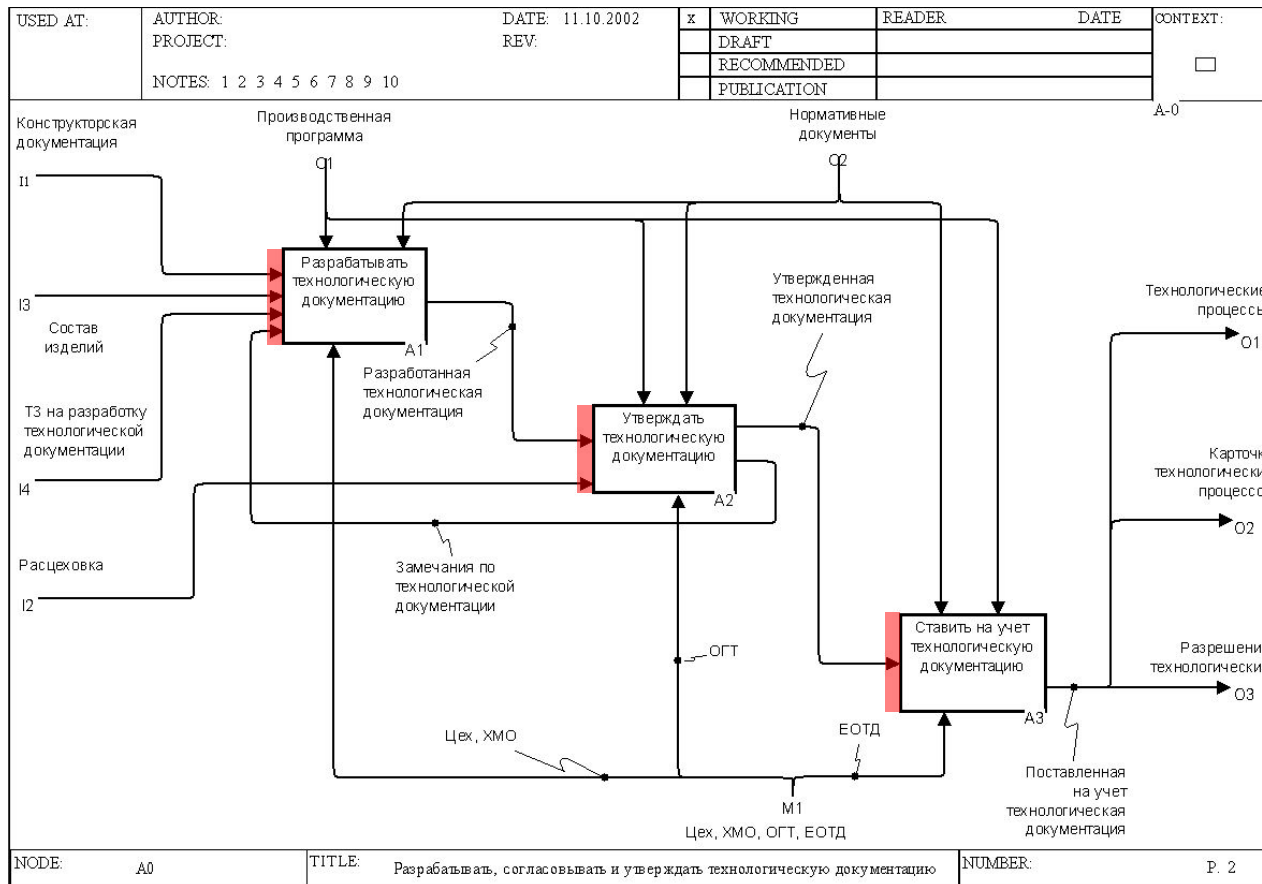 USED AT:
AUTHOR:
DATE: 11.10.2002
PROJECT:
REV:
NOTES: 1 2 3 4 5 6 7 8 9 10
x
WORKING
DRAFT
RECOMMENDED
PUBLICATION
READER
DATE
CONTEXT:
A-0
Конструкторская
документация
I1
Производственная
программа
C1
Нормативные
документы
C2
I3
Состав
изделий
ТЗ на разработку
технологической
документации
I4
Расцеховка
I2
Разрабатывать
технологическую
документацию
A1
Разработанная
технологическая
документация
Утвержденная
технологическая
документация
Утверждать
технологическую
документацию
A2
Замечания по
технологической
документации
Ставить на учет
технологическую
документацию
A3
Технологические
процессы
O1
Карточк
технологически
процессо
O2
Разрешени
технологически
O3
ОГТ
Цех, ХМО
ЕОТД
M1
Цех, ХМО, ОГТ, ЕОТД
Поставленная
на учет
технологическая
документация
NODE:
A0
TITLE:
Разрабатывать, согласовывать и утверждать технологическую документацию
NUMBER:
P. 2